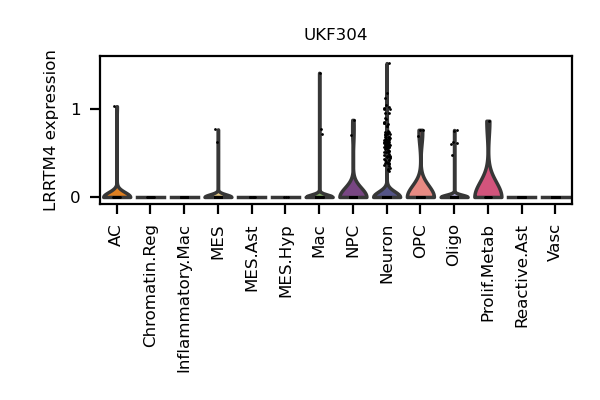 UKF304
LRRTM4 expression
1
0
AC
Chromatin.Reg
Inflammatory.Mac
MES
MES.Ast
MES.Hyp
Mac
NPC
Neuron
OPC
Oligo
Prolif.Metab
Reactive.Ast
Vasc